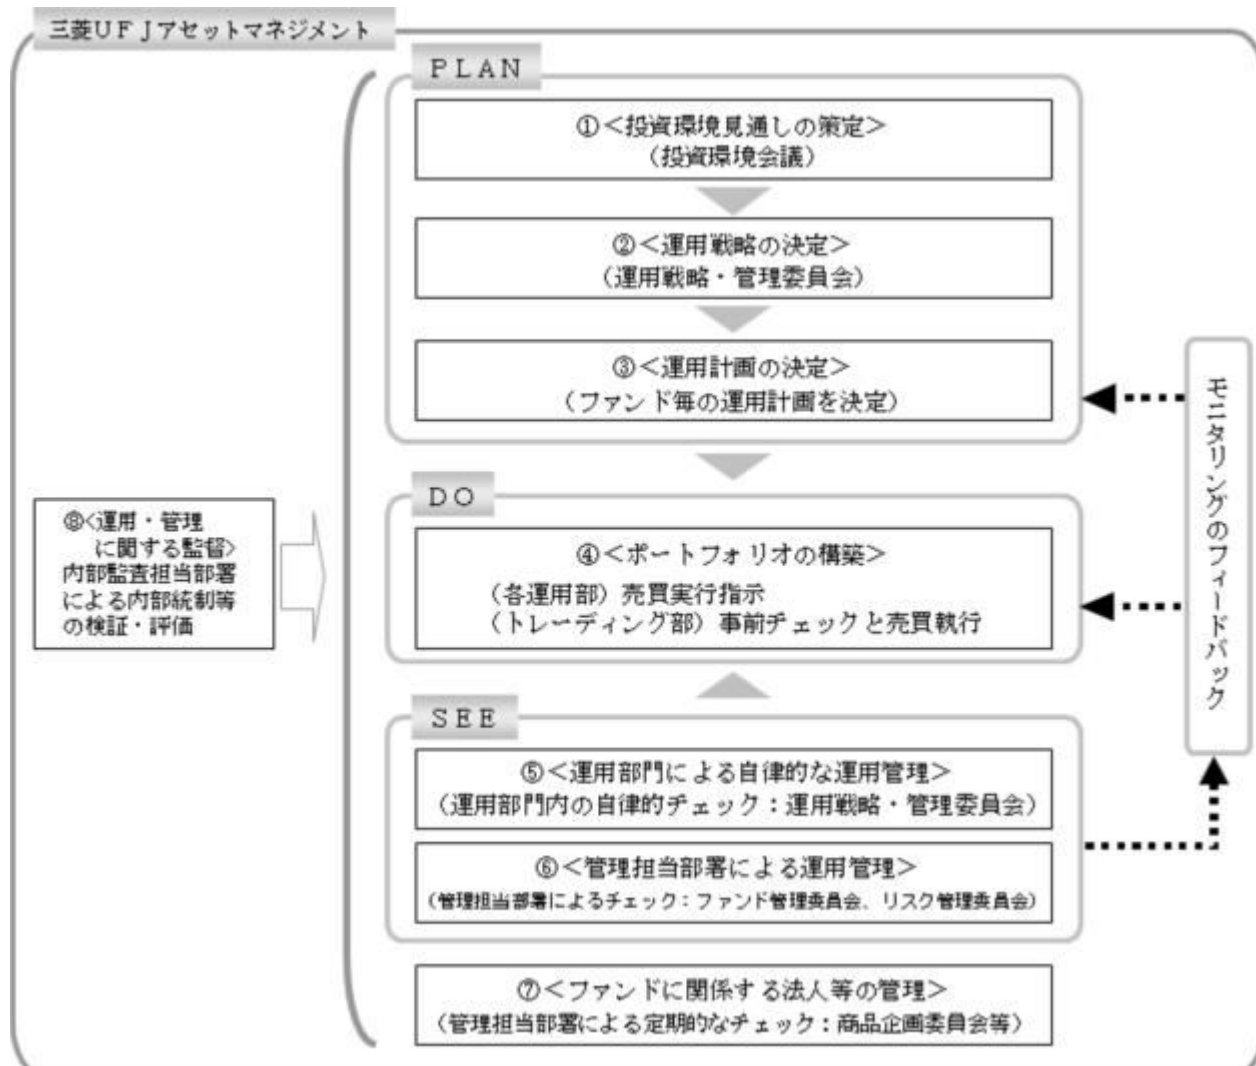 三菱UFJアセットマネジメント
PLAN
①<投資環境見通しの策定>
(投資環境会議)
②<運用戦略の決定>
(運用戦略・管理委員会)
③<運用計画の決定>
(ファンド毎の運用計画を決定)
DO
④<ポートフォリオの構築>
(各運用部)売買実行指示
(トレーディング部)事前チェックと売買執行
SEE
⑤<運用部門による自律的な運用管理>
(運用部門内の自律的チェック:運用戦略・管理委員会)
⑥<管理担当部署による運用管理>
(管理担当部署によるチェック:ファンド管理委員会、リスク管理委員会)
⑦<ファンドに関係する法人等の管理>
(管理担当部署による定期的なチェック:商品企画委員会等)
⑧<運用・管理
に関する監督>
内部監査担当部署
による内部統制等
の検証・評価
モニタリングのフィードバック